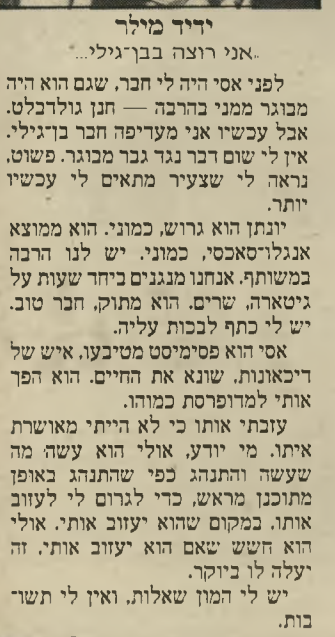 ידיד מילר
„אני רוצה בבן־גילי...
לפני אסי היה לי חבר, שגם הוא היה
מבוגר ממני בהרבה — חנן גולדבלט.
אבל עכשיו אני מעדיפה חבר בן־גילי.
אין לי שום דבר נגד גבר מבוגר. פשוט,
נראה לי שצעיר מתאים לי עכשיו
יותר.
יונתן הוא גרוש, כמוני. הוא ממוצא
אנגלו־סאכסי, כמוני. יש לנו הרבה
במשותף. אנחנו מנגנים ביחד שעות על
גיטארה, שרים. הוא מתוק, חבר טוב.
יש לי כתף לבכות עליה.
אסי הוא פסימיסט מטיבעו, איש של
דיכאונות, שונא את החיים. הוא הפך
אותי למדופרסת כמוהו.
עזבתי אותו כי לא הייתי מאושרת
איתו. מי יודע, אולי הוא עשה מה
שעשה והתנהג כפי שהתנהג באופן
מתוכנן מראש, כדי לגרום לי לעזוב
אותו, במקום שהוא יעזוב אותי. אולי
הוא חשש שאם הוא יעזוב אותי, זה
יעלה לו ביוקר.
יש לי המון שאלות, ואין לי תשו־
בות.